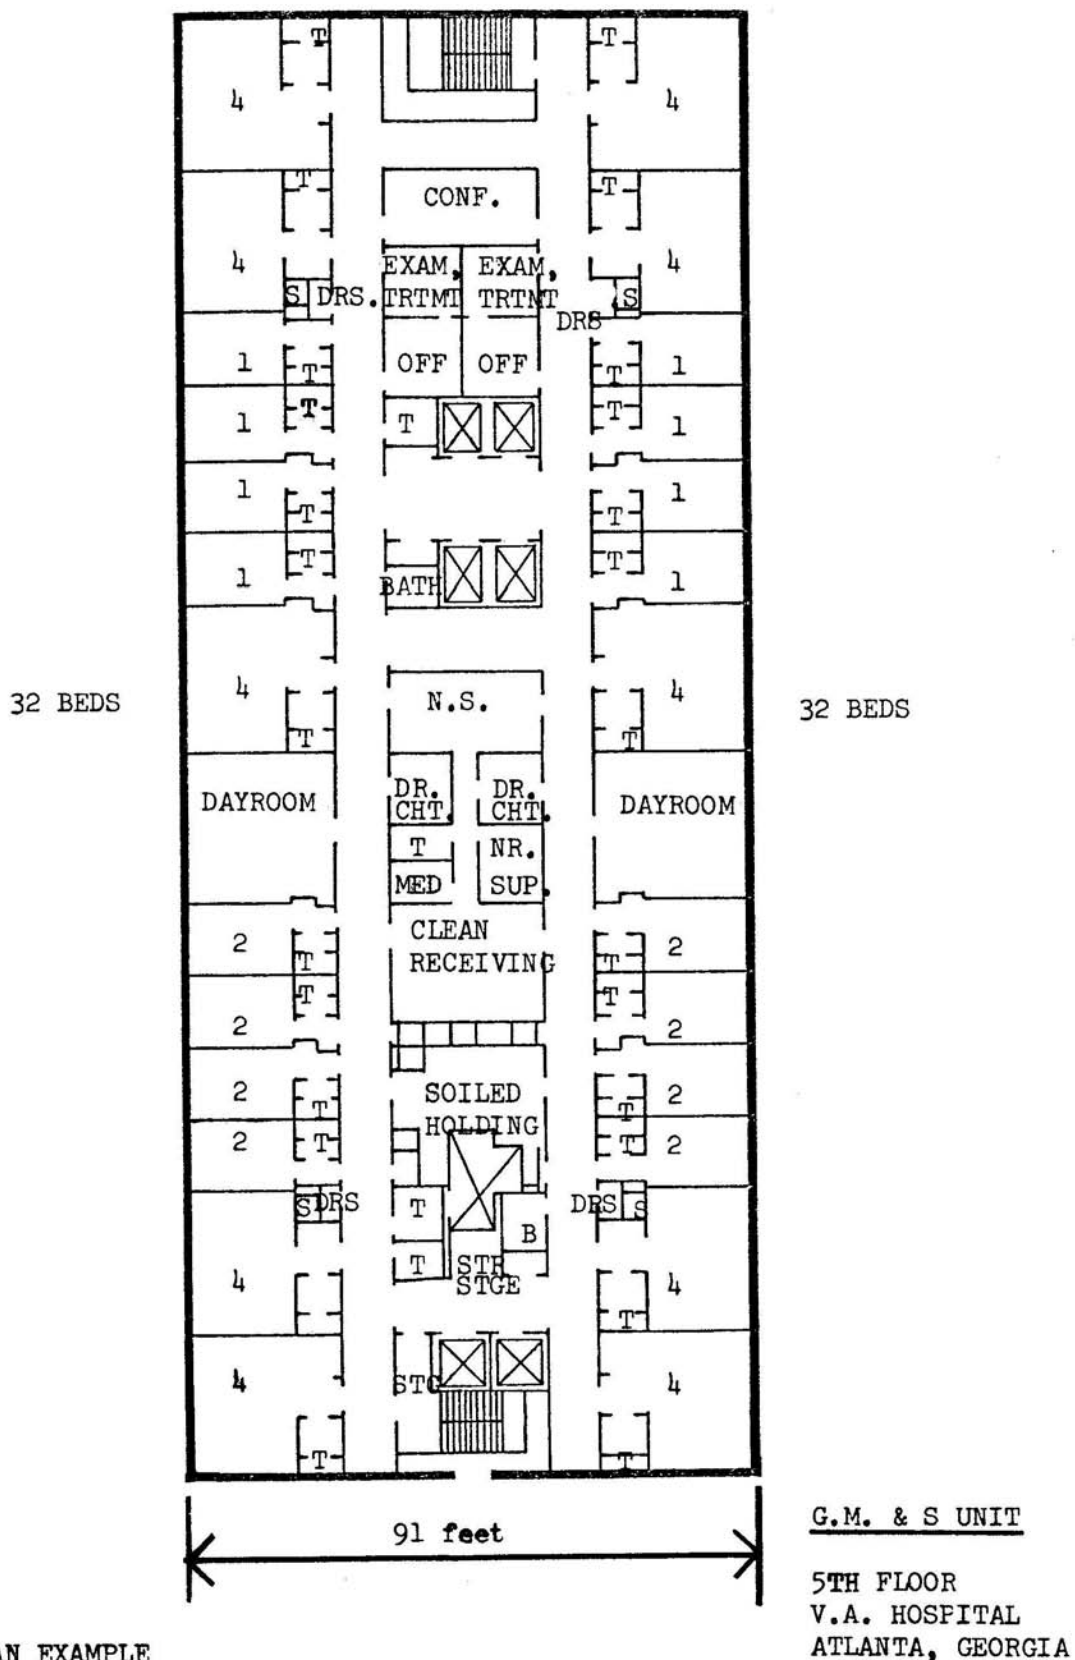 T T
4 4
T T
CONF.
4 4
EXAM, EXAM,
S DRS. TRTMT TRTMT S
DRS
1 OFF OFF 1
T T
T T
1 T 1
1 1
T T
T T
1 BATH 1
4 4
32 BEDS N.S. 32 BEDS
T T
DAYROOM DR. DR. DAYROOM
CHT. CHT.
T NR.
MED SUP.
2 CLEAN 2
T RECEIVING T
T T
2 2
2 SOILED 2
T HOLDING T
2 T T 2
S DRS T DRS S
B
4 T STR 4
STGE
T
4 STG 4
T T
91 feet
G.M. & S UNIT
5TH FLOOR
V.A. HOSPITAL
ATLANTA, GEORGIA
AN EXAMPLE